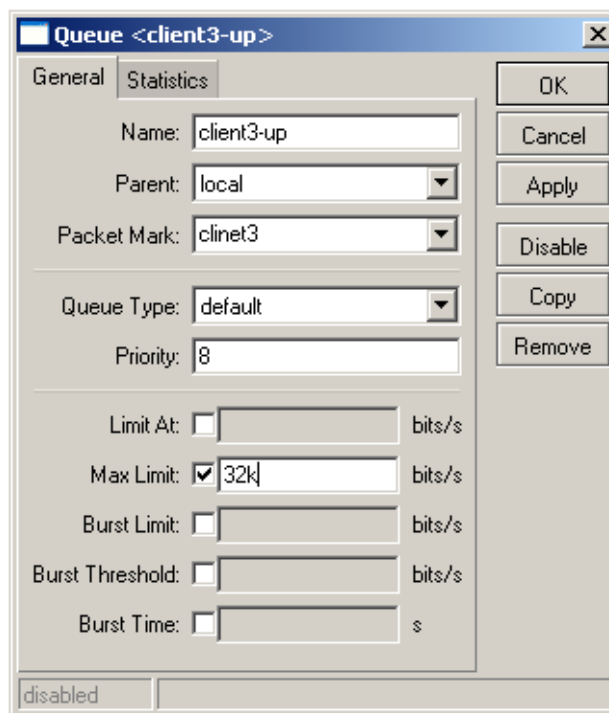 Queue <client3-up>
General Statistics
OK
Name: client3-up
Cancel
Parent: local
Apply
Packet Mark: clinet3
Disable
Queue Type: default
Copy
Priority: 8
Remove
Limit At: bits/s
Max Limit: 32k bits/s
Burst Limit: bits/s
Burst Threshold: bits/s
Burst Time: s
disabled